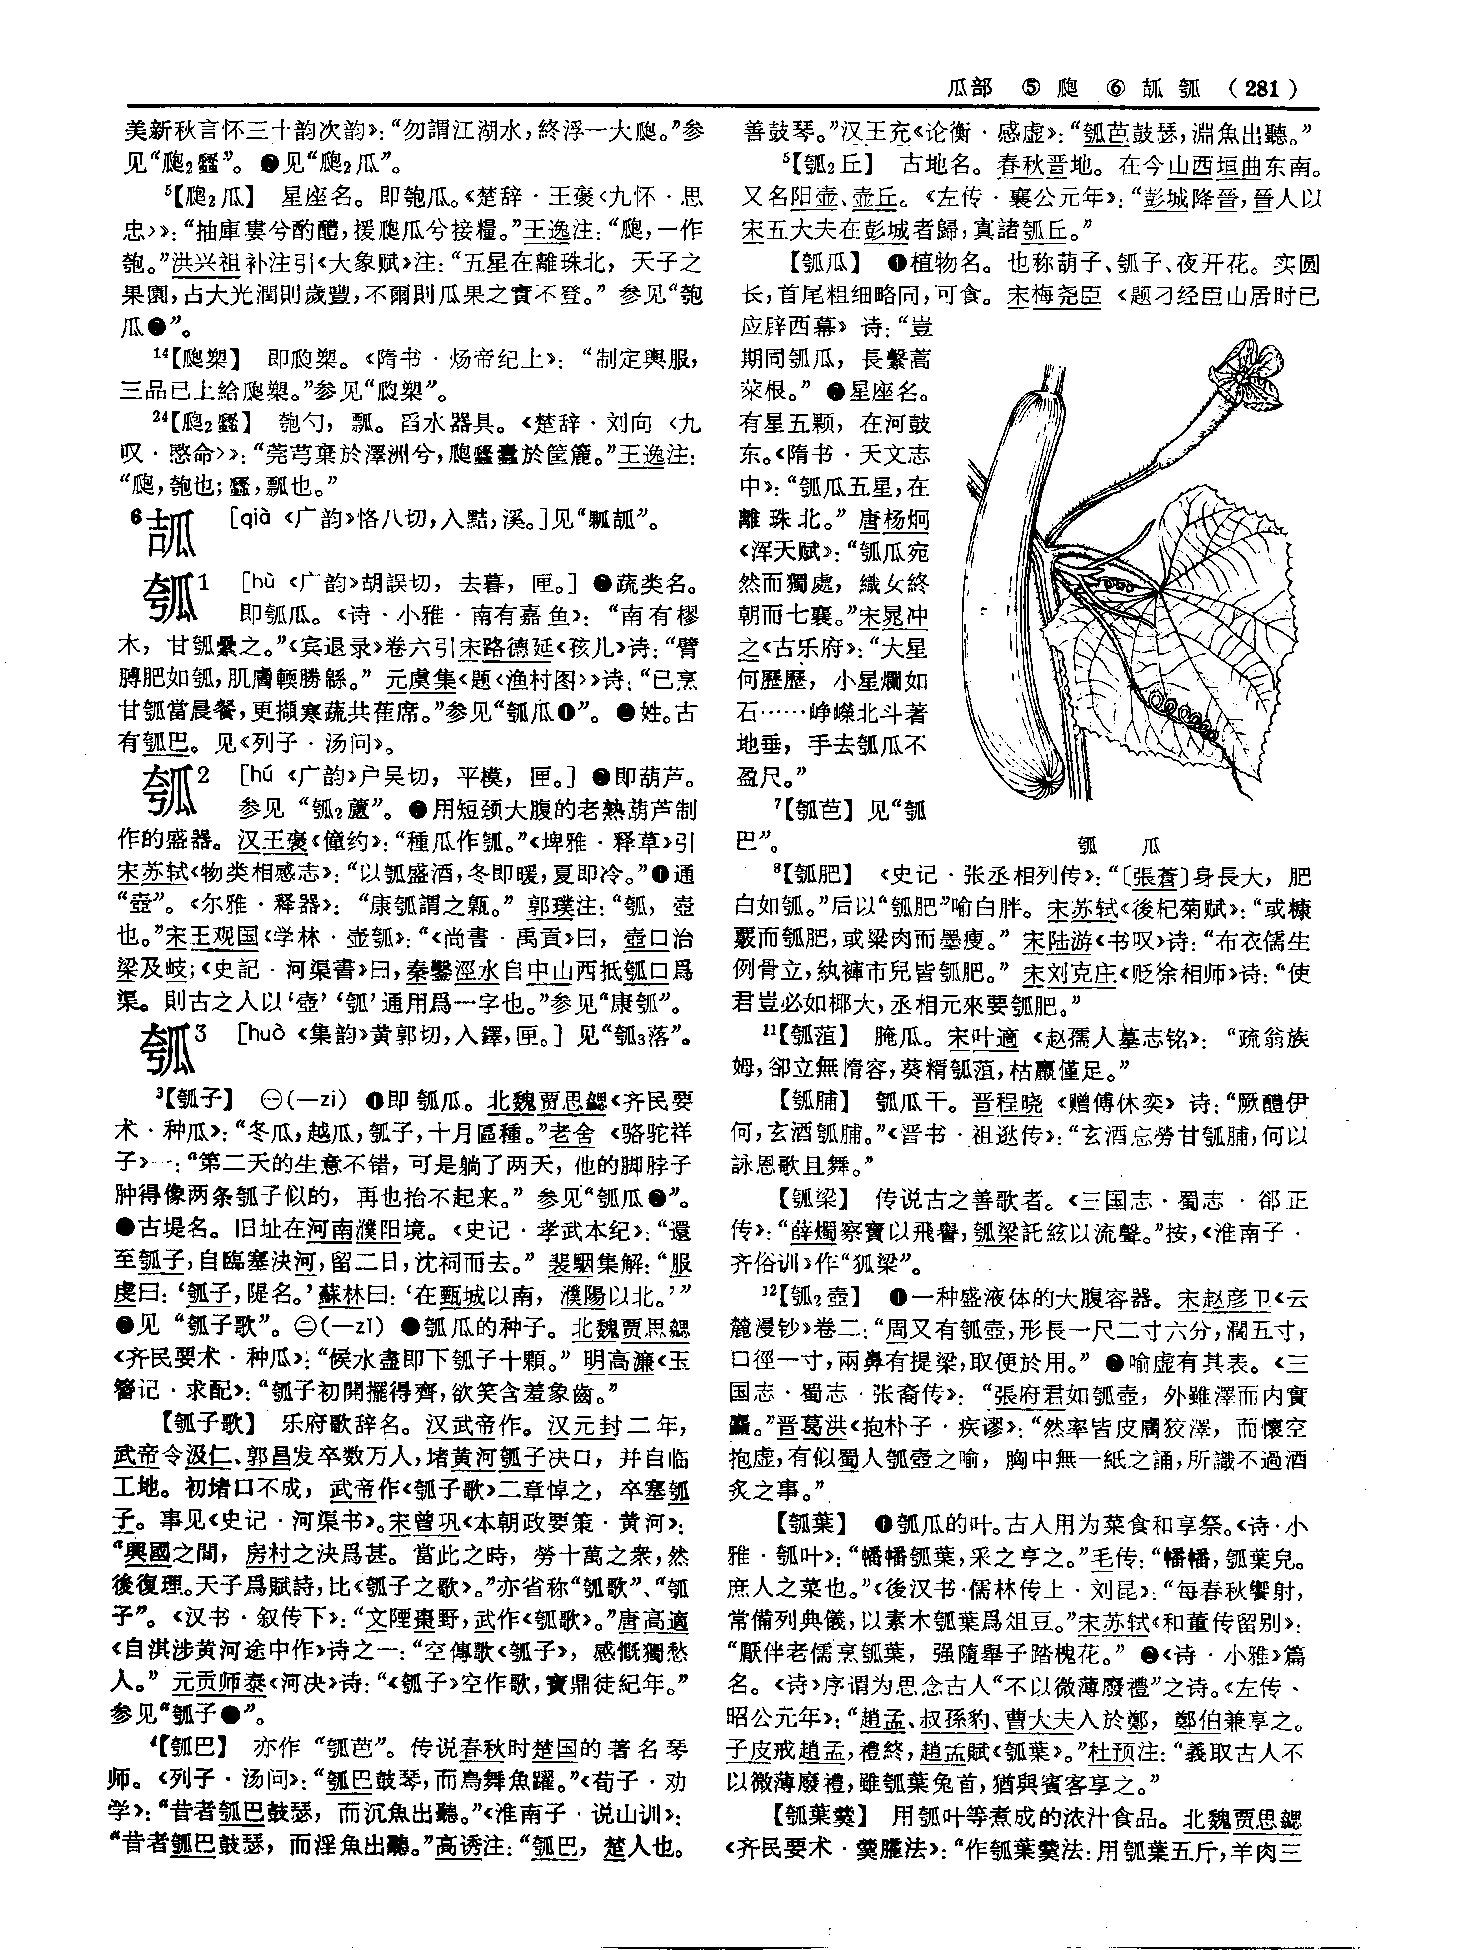 瓜部 ⑤ 瓟 ⑥ 㼤 瓠 （281）
美新秋言怀三十韵次韵》：“勿謂江湖水，終浮一大瓟。”参
见“瓟₂蠡”。❷见“瓟₂瓜”。
⁵【瓟₂瓜】 星座名。即匏瓜。《楚辞·王褒〈九怀·思
忠〉》：“抽庫婁兮酌醴，援瓟瓜兮接糧。”王逸注：“瓟，一作
匏。”洪兴祖补注引《大象赋》注：“五星在離珠北，天子之
果園，占大光潤則歲豐，不爾則瓜果之實不登。”参见“匏
瓜❷”。
¹⁴【瓟槊】 即瓝槊。《隋书·炀帝纪上》：“制定輿服，
三品已上給瓟槊。”参见“瓝槊”。
²⁴【瓟₂蠡】 匏勺，瓢。舀水器具。《楚辞·刘向〈九
叹·愍命〉》：“莞芎棄於澤洲兮，瓟蠡蠹於筐簏。”王逸注：
“瓟，匏也；蠡，瓢也。”
⁶㼤 ［qià《广韵》恪八切，入黠，溪。］见“㼒㼤”。
瓠¹ ［hù《广韵》胡誤切，去暮，匣。］❶蔬类名。
即瓠瓜。《诗·小雅·南有嘉鱼》：“南有樛
木，甘瓠纍之。”《宾退录》卷六引宋路德延《孩儿》诗：“臂
膊肥如瓠，肌膚軟勝緜。”元虞集《题〈渔村图〉》诗：“已烹
甘瓠當晨餐，更擷寒蔬共萑席。”参见“瓠瓜❶”。❷姓。古
有瓠巴。见《列子·汤问》。
瓠² ［hú《广韵》户吴切，平模，匣。］❶即葫芦。
参见“瓠₂蘆”。❷用短颈大腹的老熟葫芦制
作的盛器。汉王褒《僮约》：“種瓜作瓠。”《埤雅·释草》引
宋苏轼《物类相感志》：“以瓠盛酒，冬即暖，夏即冷。”❸通
“壺”。《尔雅·释器》：“康瓠謂之甈。”郭璞注：“瓠，壺
也。”宋王观国《学林·壶瓠》：“《尚書·禹貢》曰，壺口治
梁及岐；《史記·河渠書》曰，秦鑿涇水自中山西抵瓠口爲
渠。則古之人以‘壺’‘瓠’通用爲一字也。”参见“康瓠”。
瓠³ ［huò《集韵》黄郭切，入鐸，匣。］见“瓠₃落”。
³【瓠子】 ㊀（—zi）❶即瓠瓜。北魏贾思勰《齐民要
术·种瓜》：“冬瓜，越瓜，瓠子，十月區種。”老舍《骆驼祥
子》一：“第二天的生意不错，可是躺了两天，他的脚脖子
肿得像两条瓠子似的，再也抬不起来。”参见“瓠瓜❶”。
❷古堤名。旧址在河南濮阳境。《史记·孝武本纪》：“還
至瓠子，自臨塞決河，留二日，沈祠而去。”裴駰集解：“服
虔曰：‘瓠子，隄名。’蘇林曰：‘在甄城以南，濮陽以北。’”
❸见“瓠子歌”。㊁（—zǐ）❶瓠瓜的种子。北魏贾思勰
《齐民要术·种瓜》：“候水盡即下瓠子十顆。”明高濂《玉
簪记·求配》：“瓠子初開擺得齊，欲笑含羞象齒。”
【瓠子歌】 乐府歌辞名。汉武帝作。汉元封二年，
武帝令汲仁、郭昌发卒数万人，堵黄河瓠子决口，并自临
工地。初堵口不成，武帝作《瓠子歌》二章悼之，卒塞瓠
子。事见《史记·河渠书》。宋曾巩《本朝政要策·黄河》：
“興國之間，房村之決爲甚。當此之時，勞十萬之衆，然
後復理。天子爲賦詩，比《瓠子之歌》。”亦省称“瓠歌”、“瓠
子”。《汉书·叙传下》：“文陻棗野，武作《瓠歌》。”唐高適
《自淇涉黄河途中作》诗之一：“空傳歌《瓠子》，感慨獨愁
人。”元贡师泰《河决》诗：“《瓠子》空作歌，寶鼎徒紀年。”
参见“瓠子❷”。
⁴【瓠巴】 亦作“瓠芭”。传说春秋时楚国的著名琴
师。《列子·汤问》：“瓠巴鼓琴，而鳥舞魚躍。”《荀子·劝
学》：“昔者瓠巴鼓瑟，而沉魚出聽。”《淮南子·说山训》：
“昔者瓠巴鼓瑟，而淫魚出聽。”高诱注：“瓠巴，楚人也。
善鼓琴。”汉王充《论衡·感虚》：“瓠芭鼓瑟，淵魚出聽。”
⁵【瓠₂丘】 古地名。春秋晋地。在今山西垣曲东南。
又名阳壶、壶丘。《左传·襄公元年》：“彭城降晉，晉人以
宋五大夫在彭城者歸，寘諸瓠丘。”
【瓠瓜】 ❶植物名。也称葫子、瓠子、夜开花。实圆
长，首尾粗细略同，可食。宋梅尧臣《题刁经臣山居时已
应辟西幕》诗：“豈
期同瓠瓜，長繫蒿
萊根。”❷星座名。
有星五颗，在河鼓
东。《隋书·天文志
中》：“瓠瓜五星，在
離珠北。”唐杨炯
《浑天赋》：“瓠瓜宛
然而獨處，織女終
朝而七襄。”宋晁冲
之《古乐府》：“大星
何歷歷，小星爛如
石……峥嶸北斗著
地垂，手去瓠瓜不
盈尺。”
⁷【瓠芭】见“瓠
巴”。
瓠 瓜
⁸【瓠肥】 《史记·张丞相列传》：“〔張蒼〕身長大，肥
白如瓠。”后以“瓠肥”喻白胖。宋苏轼《後杞菊赋》：“或糠
覈而瓠肥，或粱肉而墨瘦。”宋陆游《书叹》诗：“布衣儒生
例骨立，紈褲市兒皆瓠肥。”宋刘克庄《贬徐相师》诗：“使
君豈必如椰大，丞相元來要瓠肥。”
¹¹【瓠菹】 腌瓜。宋叶適《赵孺人墓志铭》：“疏翁族
姆，卻立無惰容，葵糈瓠菹，枯羸僅足。”
【瓠脯】 瓠瓜干。晋程晓《赠傅休奕》诗：“厥醴伊
何，玄酒瓠脯。”《晋书·祖逖传》：“玄酒忘勞甘瓠脯，何以
詠恩歌且舞。”
【瓠梁】 传说古之善歌者。《三国志·蜀志·郤正
传》：“薛燭察寶以飛譽，瓠梁託絃以流聲。”按，《淮南子·
齐俗训》作“狐梁”。
¹²【瓠₂壺】 ❶一种盛液体的大腹容器。宋赵彦卫《云
麓漫钞》卷二：“周又有瓠壺，形長一尺二寸六分，濶五寸，
口徑一寸，兩鼻有提梁，取便於用。”❷喻虚有其表。《三
国志·蜀志·张裔传》：“張府君如瓠壺，外雖澤而内實
麤。”晋葛洪《抱朴子·疾谬》：“然率皆皮膚狡澤，而懷空
抱虚，有似蜀人瓠壺之喻，胸中無一紙之誦，所識不過酒
炙之事。”
【瓠葉】 ❶瓠瓜的叶。古人用为菜食和享祭。《诗·小
雅·瓠叶》：“幡幡瓠葉，采之亨之。”毛传：“幡幡，瓠葉皃。
庶人之菜也。”《後汉书·儒林传上·刘昆》：“每春秋饗射，
常備列典儀，以素木瓠葉爲俎豆。”宋苏轼《和董传留别》：
“厭伴老儒烹瓠葉，强隨舉子踏槐花。”❷《诗·小雅》篇
名。《诗》序谓为思念古人“不以微薄廢禮”之诗。《左传·
昭公元年》：“趙孟、叔孫豹、曹大夫入於鄭，鄭伯兼享之。
子皮戒趙孟，禮終，趙孟賦《瓠葉》。”杜预注：“義取古人不
以微薄廢禮，雖瓠葉兔首，猶與賓客享之。”
【瓠葉羹】 用瓠叶等煮成的浓汁食品。北魏贾思勰
《齐民要术·羹臛法》：“作瓠葉羹法：用瓠葉五斤，羊肉三